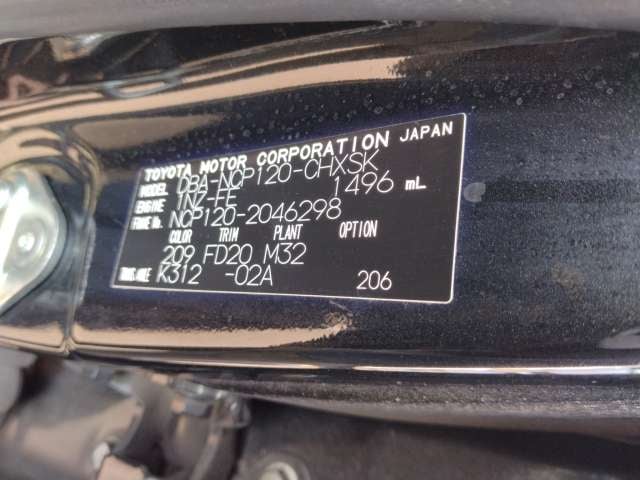 TOYOTA MOTOR CORPORATION JAPAN
MODEL DBA-NCP120-CHXSK
ENGINE 1NZ-FE 1496 mL
FRAME No. NCP120-2046298
COLOR TRIM PLANT OPTION
209 FD20 M32
TRANS./AXLE K312 -02A 206